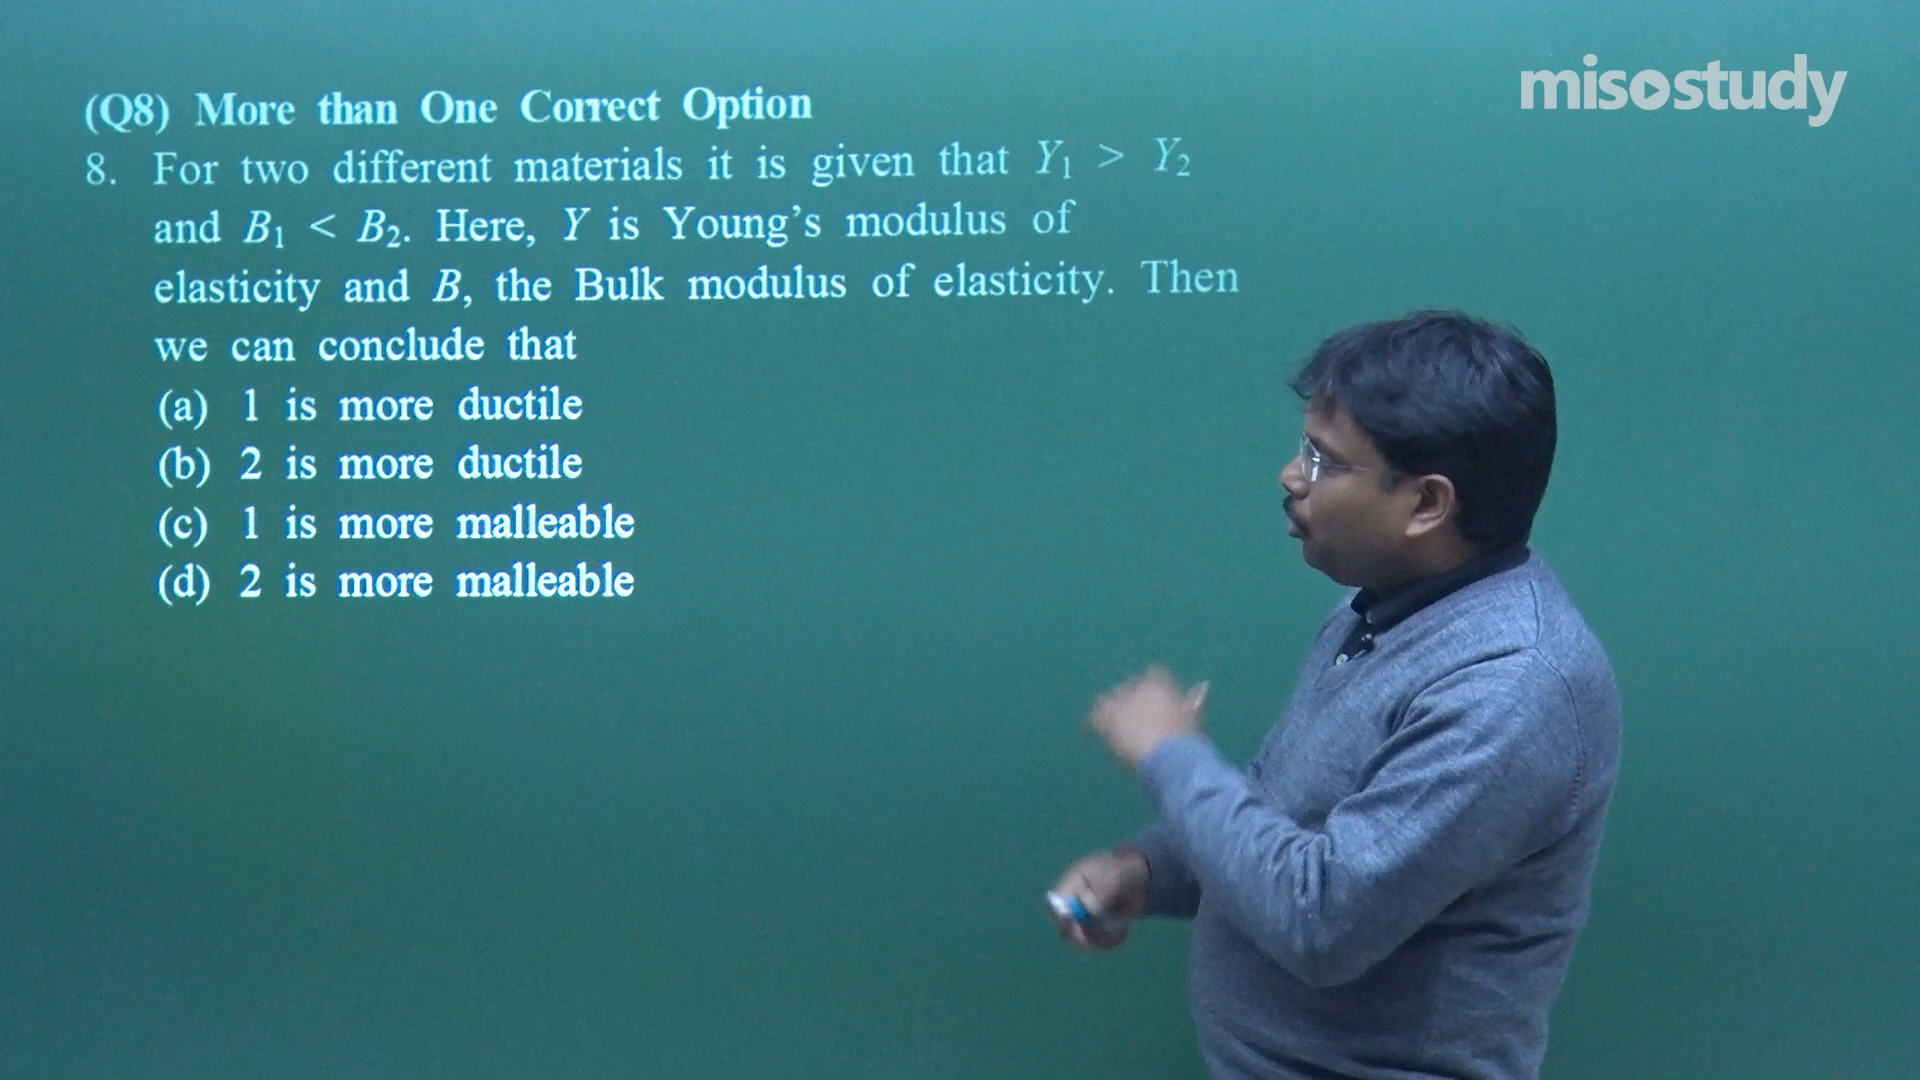 misostudy
(Q8) More than One Correct Option
8. For two different materials it is given that Y₁ > Y₂
and B₁ < B₂. Here, Y is Young's modulus of
elasticity and B, the Bulk modulus of elasticity. Then
we can conclude that
(a) 1 is more ductile
(b) 2 is more ductile
(c) 1 is more malleable
(d) 2 is more malleable